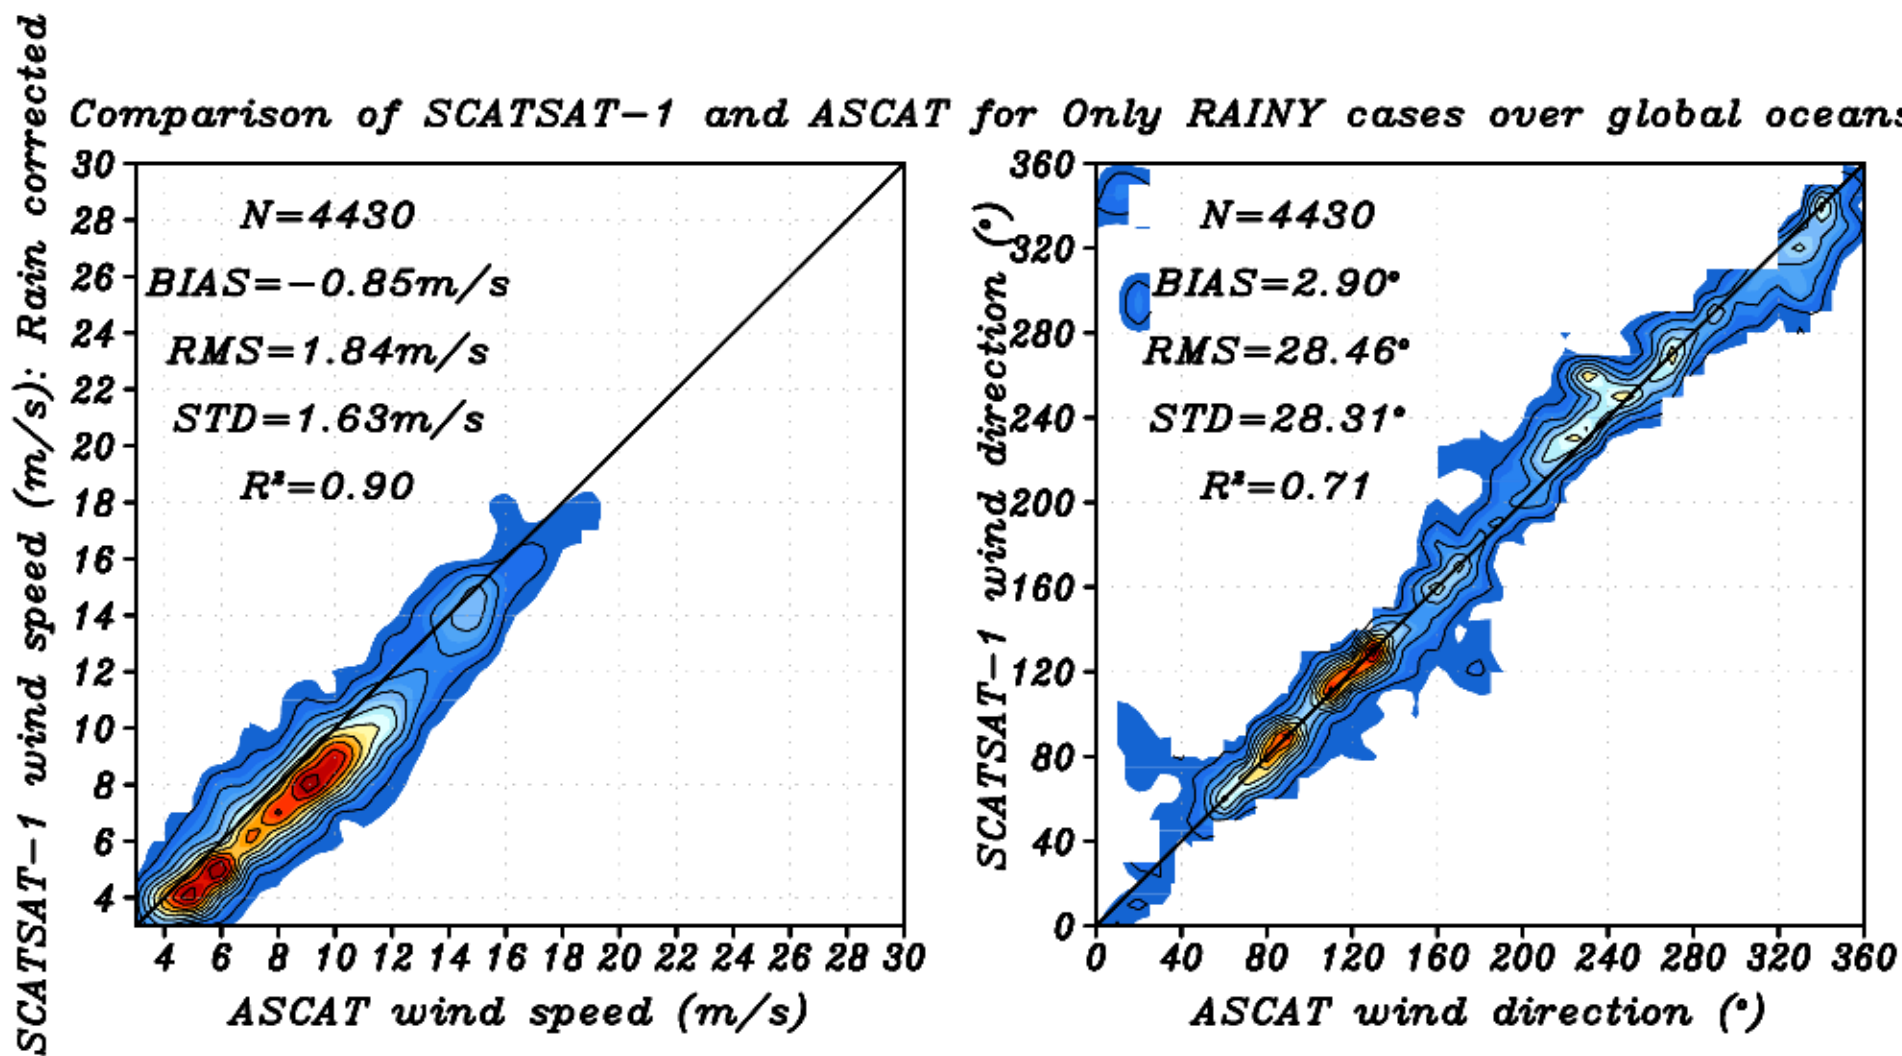 Comparison of SCATSAT-1 and ASCAT for Only RAINY cases over global oceans
SCATSAT-1 wind speed (m/s): Rain corrected
30
28
26
24
22
20
18
16
14
12
10
8
6
4
N=4430
BIAS=-0.85m/s
RMS=1.84m/s
STD=1.63m/s
R²=0.90
4 6 8 10 12 14 16 18 20 22 24 26 28 30
ASCAT wind speed (m/s)
SCATSAT-1 wind direction (°)
360
320
280
240
200
160
120
80
40
0
N=4430
BIAS=2.90°
RMS=28.46°
STD=28.31°
R²=0.71
0 40 80 120 160 200 240 280 320 360
ASCAT wind direction (°)